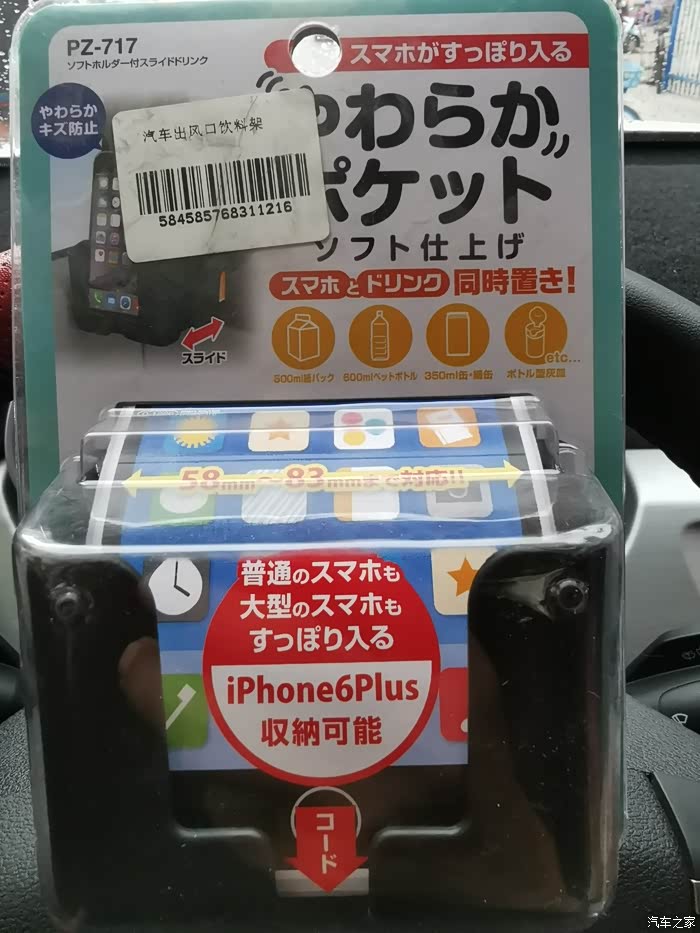 PZ-717
ソフトホルダー付スライドドリンク
スマホがすっぽり入る
やわらか
キズ防止
汽车出风口饮料架
584585768311216
やわらか
ポケット
ソフト仕上げ
スマホとドリンク 同時置き!
スライド
500ml紙パック 600mlペットボトル 350ml缶・細缶 ボトル型灰皿
etc...
58mm～83mmまで対応!!
普通のスマホも
大型のスマホも
すっぽり入る
iPhone6Plus
収納可能
コード
汽车之家